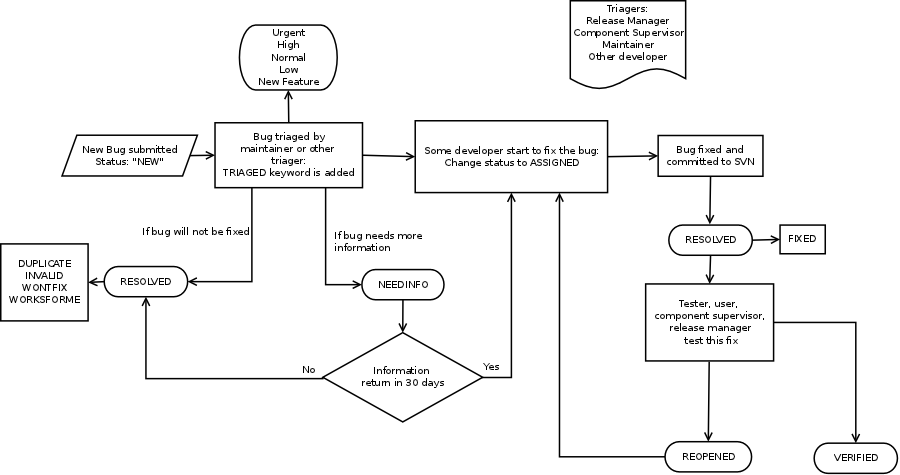 Urgent
High
Normal
Low
New Feature
Triagers:
Release Manager
Component Supervisor
Maintainer
Other developer
New Bug submitted
Status: "NEW"
Bug triaged by
maintainer or other
triager:
TRIAGED keyword is added
Some developer start to fix the bug:
Change status to ASSIGNED
Bug fixed and
committed to SVN
If bug will not be fixed
If bug needs more
information
RESOLVED
FIXED
DUPLICATE
INVALID
WONTFIX
WORKSFORME
RESOLVED
NEEDINFO
Tester, user,
component supervisor,
release manager
test this fix
No
Information
return in 30 days
Yes
REOPENED
VERIFIED